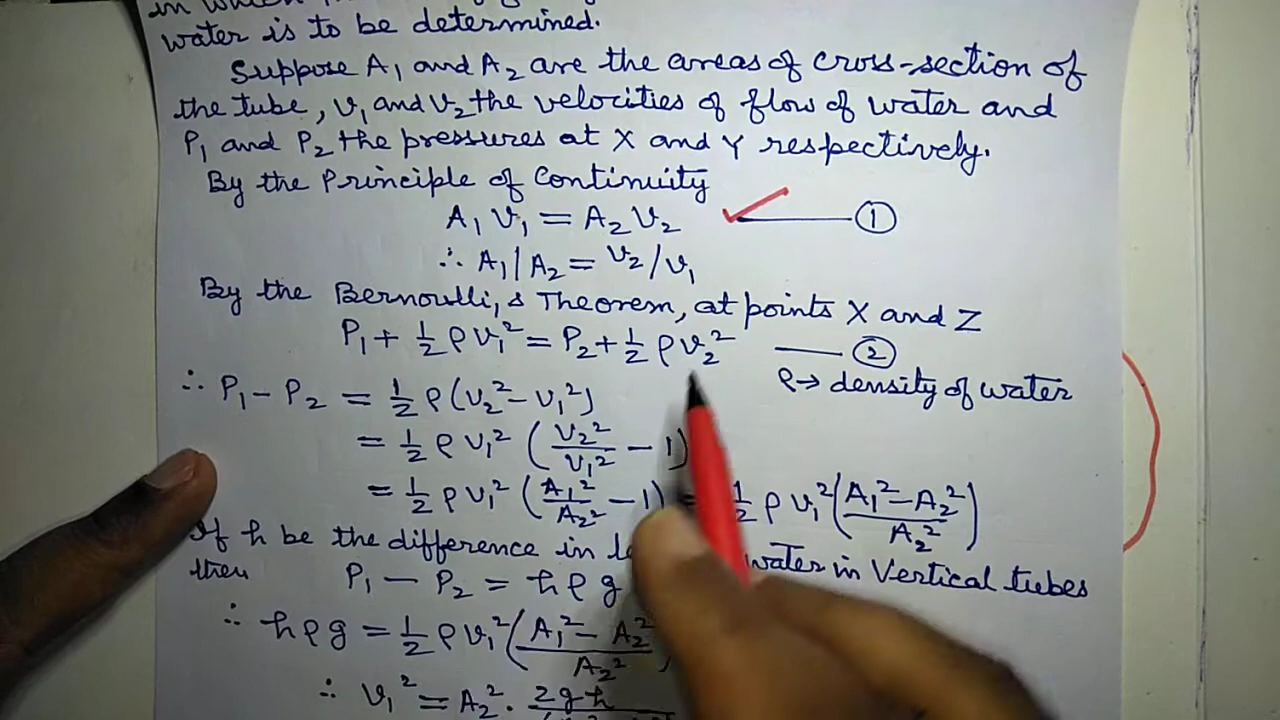 water is to be determined.
Suppose A₁ and A₂ are the areas of cross-section of
the tube, v₁ and v₂ the velocities of flow of water and
P₁ and P₂ the pressures at X and Y respectively.
By the Principle of Continuity
A₁ v₁ = A₂ v₂ ①
∴ A₁/A₂ = v₂/v₁
By the Bernoulli,s Theorem, at points X and Z
P₁ + ½ ρ v₁² = P₂ + ½ ρ v₂² ②
ρ → density of water
∴ P₁ - P₂ = ½ ρ (v₂² - v₁²)
= ½ ρ v₁² (v₂²/v₁² - 1)
= ½ ρ v₁² (A₁²/A₂² - 1) = ½ ρ v₁² (A₁² - A₂²/A₂²)
If h be the difference in water in Vertical tubes
then P₁ - P₂ = h ρ g
∴ h ρ g = ½ ρ v₁² (A₁² - A₂²/A₂²
∴ v₁² = A₂² . 2gh